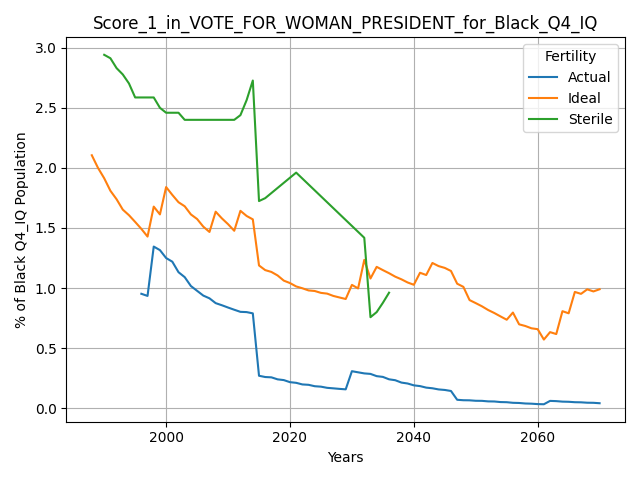 Score_1_in_VOTE_FOR_WOMAN_PRESIDENT_for_Black_Q4_IQ
Fertility
Actual
Ideal
Sterile
% of Black Q4_IQ Population
3.0
2.5
2.0
1.5
1.0
0.5
0.0
2000
2020
2040
2060
Years